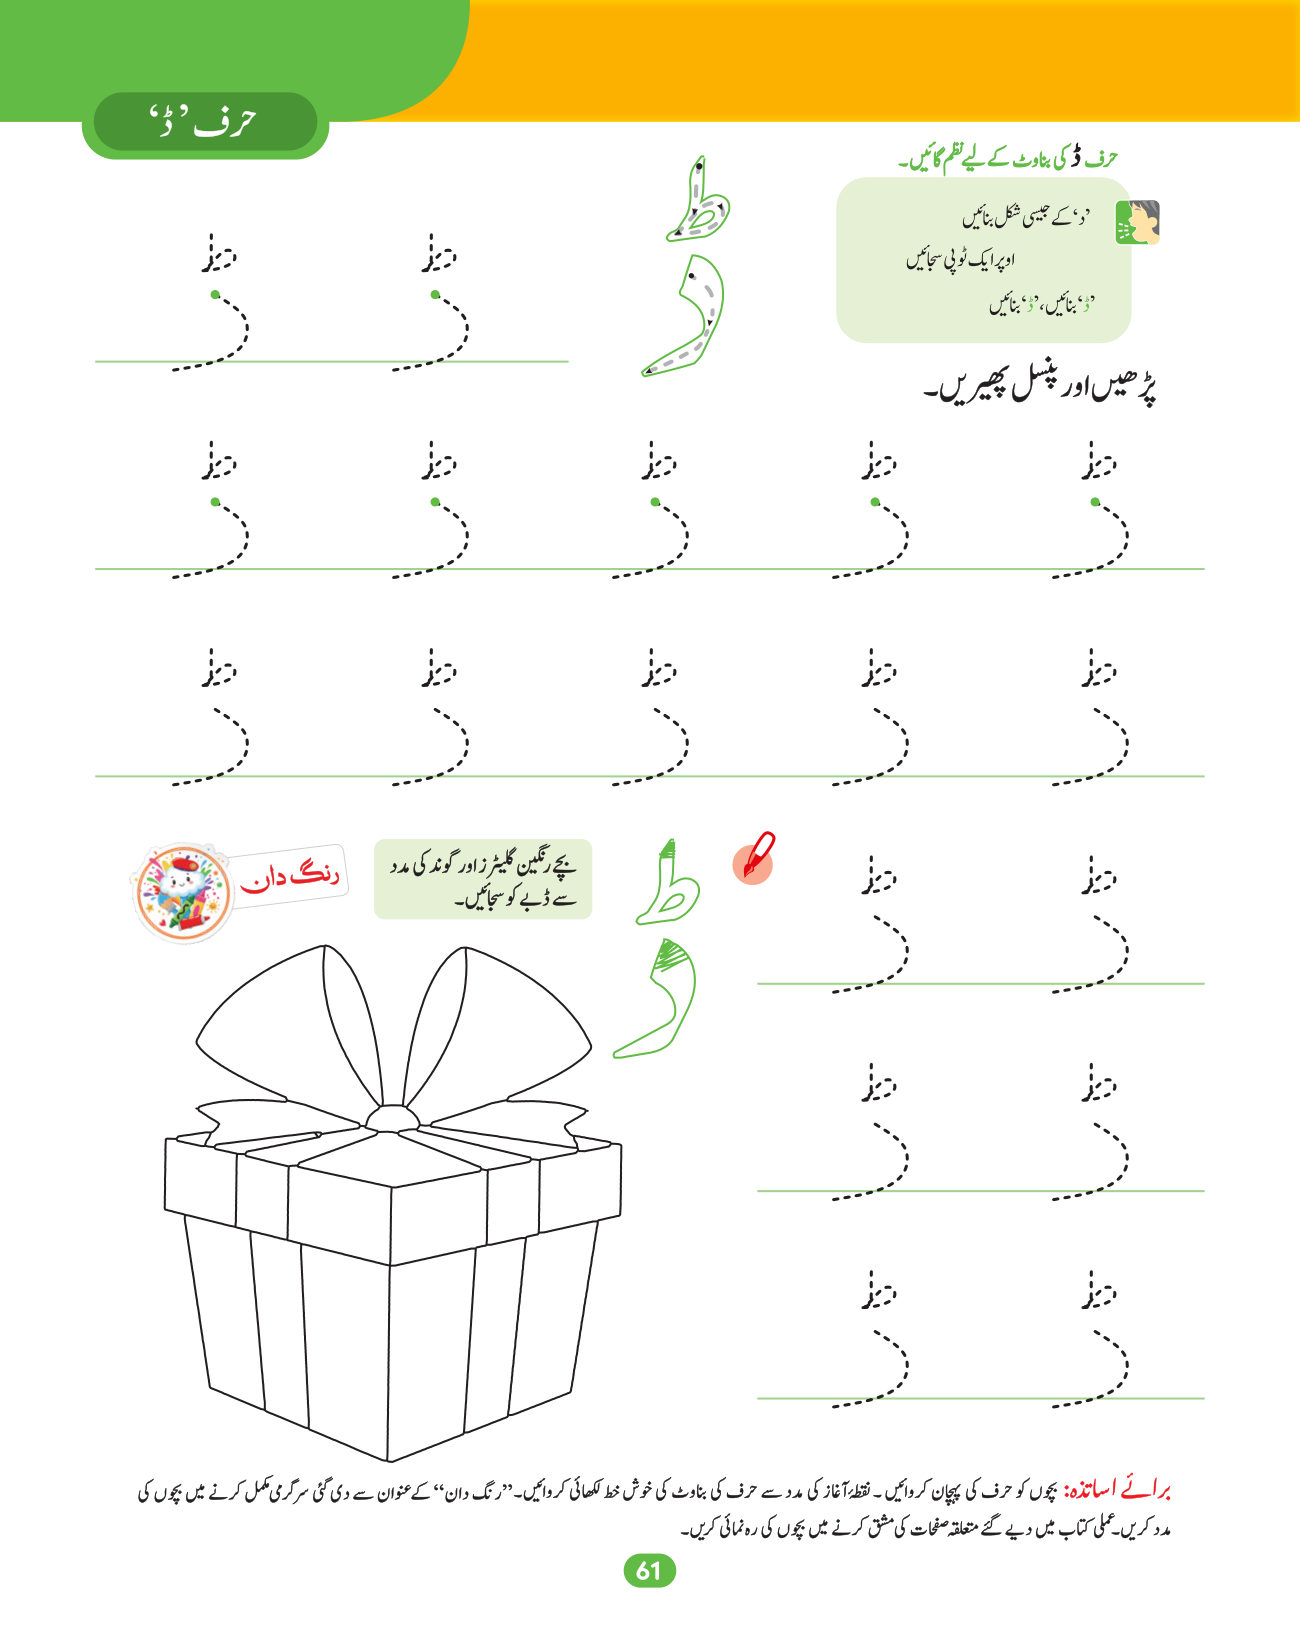 حرف ’ڈ‘
حرف ڈ کی بناوٹ کے لیے نظم گائیں۔
’د‘ کے جیسی شکل بنائیں
اوپر ایک ٹوپی سجائیں
’ڈ‘ بنائیں، ’ڈ‘ بنائیں
پڑھیں اور پنسل پھیریں۔
ڈ ڈ ڈ
ڈ ڈ ڈ ڈ ڈ
ڈ ڈ ڈ ڈ ڈ
ڈ ڈ ڈ
ڈ ڈ
ڈ ڈ
بچے رنگین گلیٹرز اور گوند کی مدد
سے ڈبے کو سجائیں۔
رنگ دان
برائے اساتذہ: بچوں کو حرف کی پہچان کروائیں۔ نقطۂ آغاز کی مدد سے حرف کی بناوٹ کی خوش خط لکھائی کروائیں۔ ”رنگ دان“ کے عنوان سے دی گئی سرگرمی مکمل کرنے میں بچوں کی
مدد کریں۔ عملی کتاب میں دیے گئے متعلقہ صفحات کی مشق کرنے میں بچوں کی رہ نمائی کریں۔
61